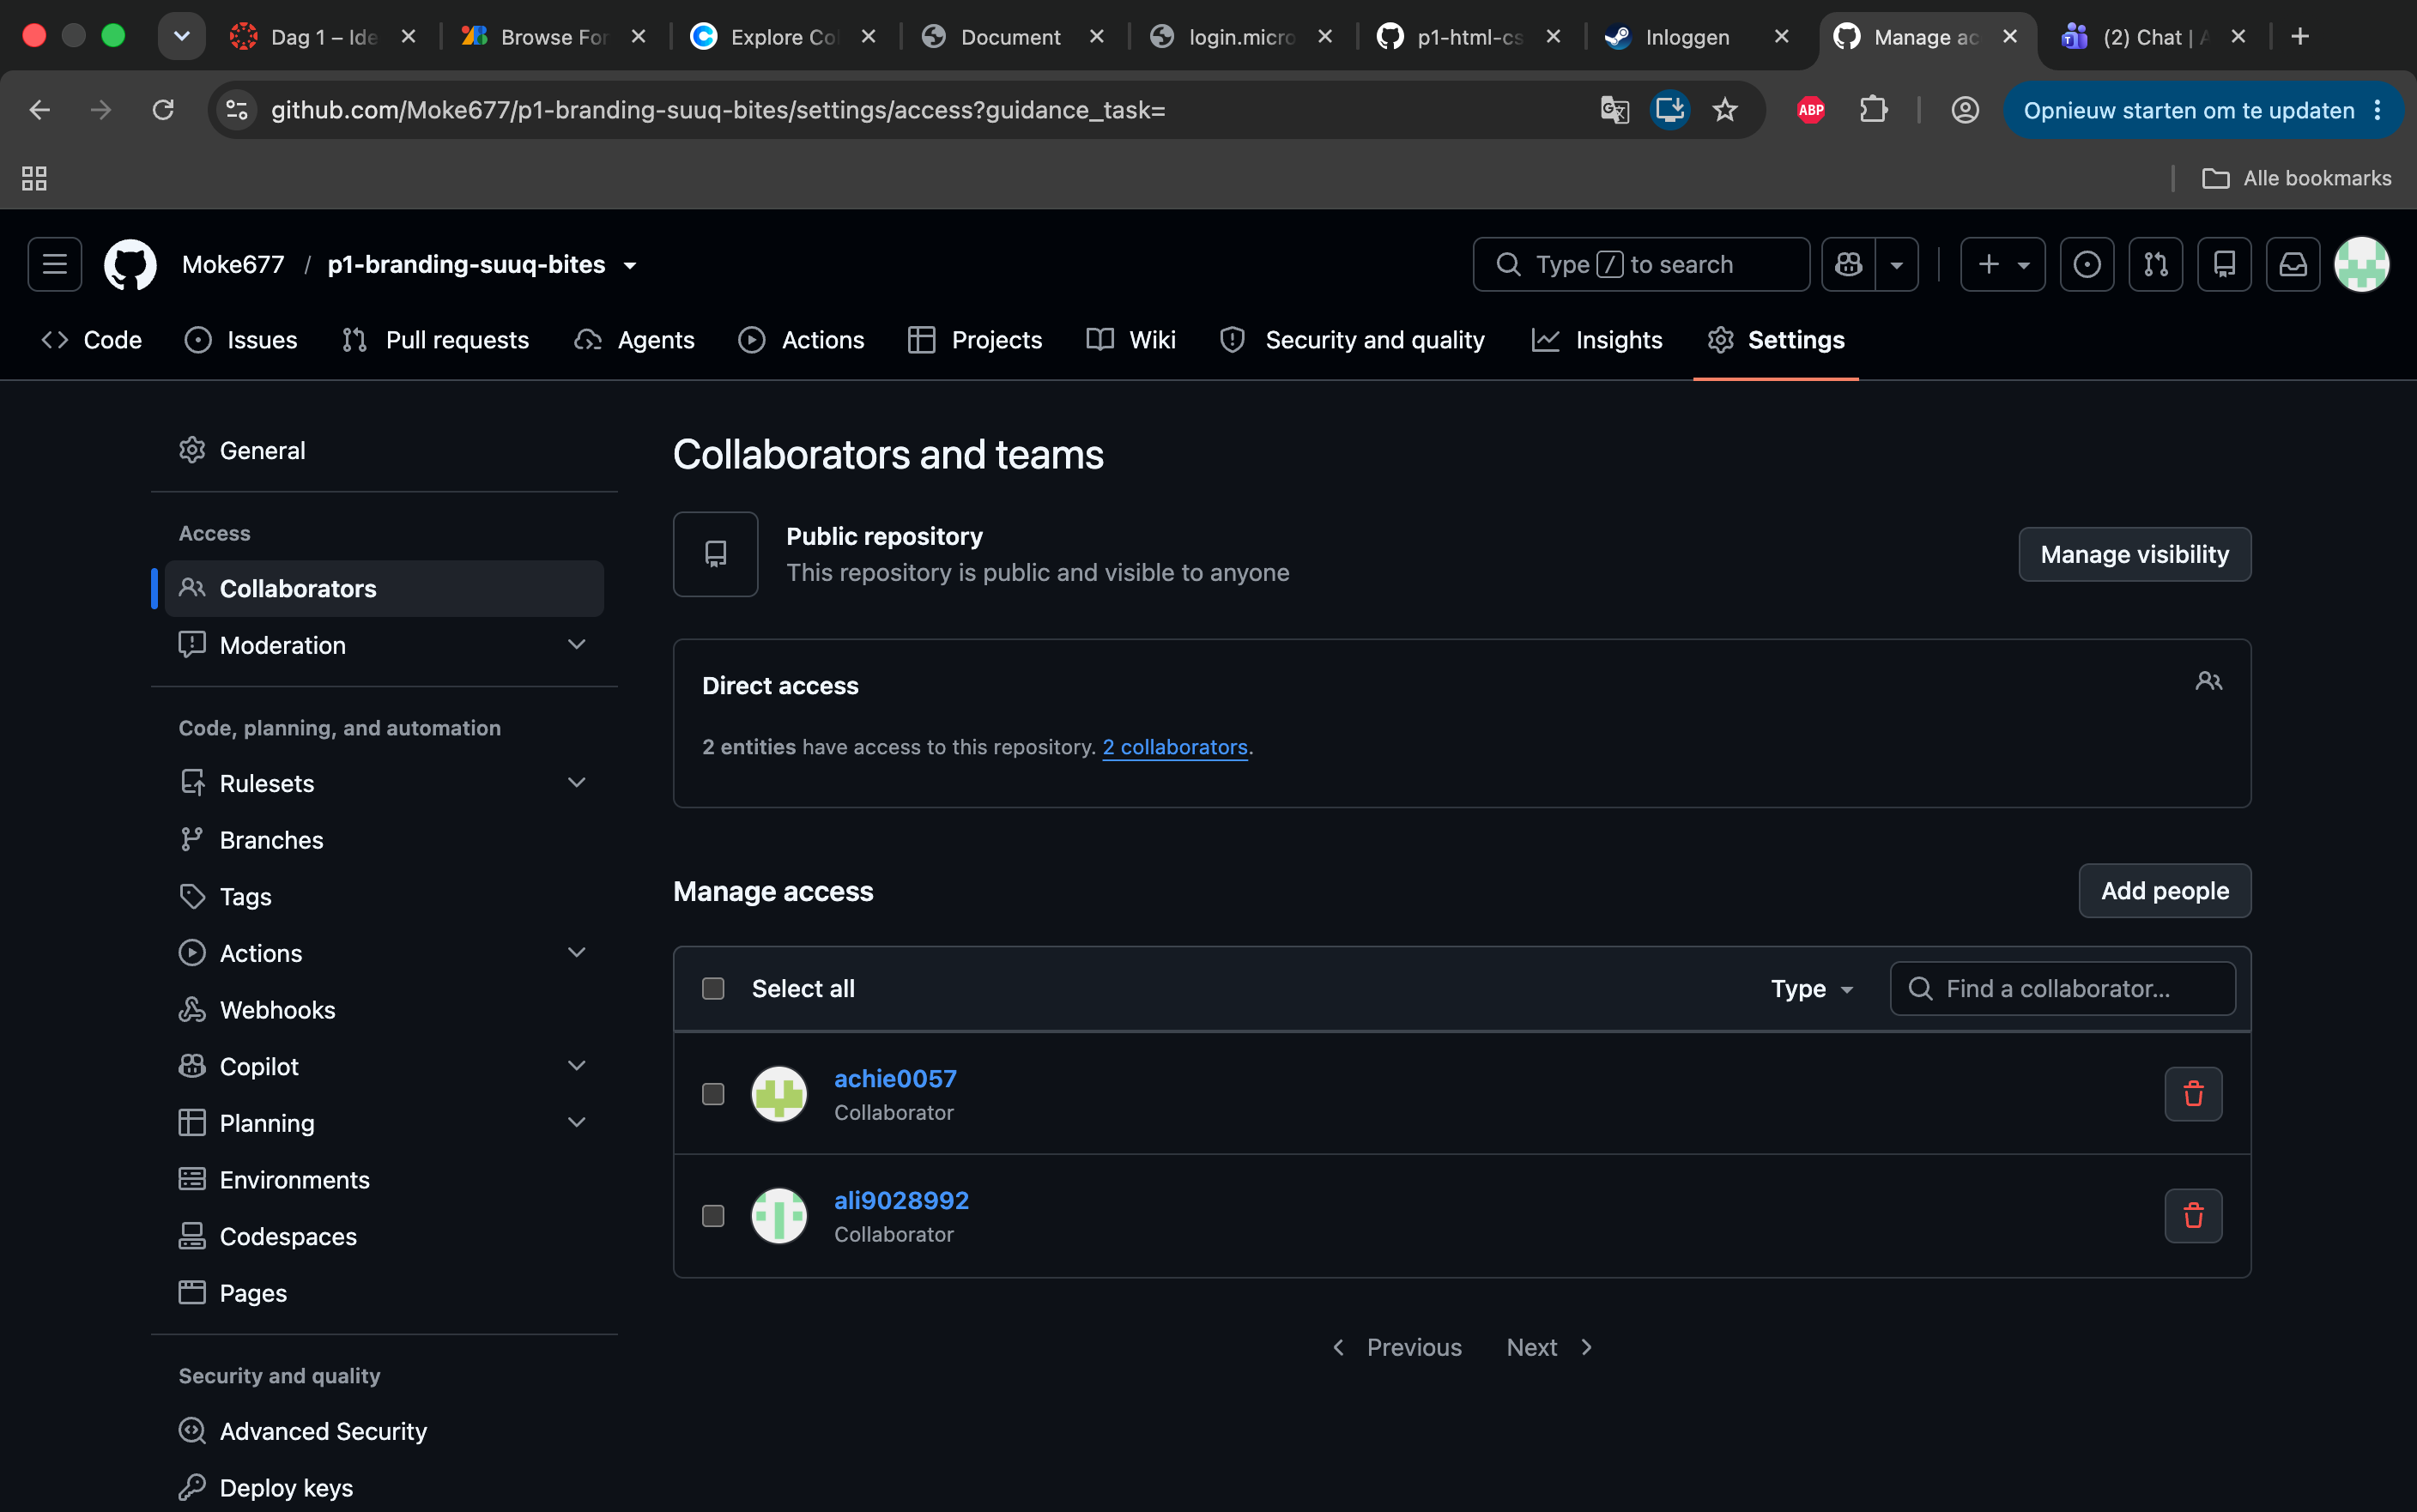 Dag 1 – Ide
Browse For
Explore Col
Document
login.micro
p1-html-cs
Inloggen
Manage ac
(2) Chat | A
github.com/Moke677/p1-branding-suuq-bites/settings/access?guidance_task=
ABP
Opnieuw starten om te updaten
Alle bookmarks
Moke677 / p1-branding-suuq-bites
Type / to search
Code
Issues
Pull requests
Agents
Actions
Projects
Wiki
Security and quality
Insights
Settings
General
Access
Collaborators
Moderation
Code, planning, and automation
Rulesets
Branches
Tags
Actions
Webhooks
Copilot
Planning
Environments
Codespaces
Pages
Security and quality
Advanced Security
Deploy keys
Collaborators and teams
Public repository
This repository is public and visible to anyone
Manage visibility
Direct access
2 entities have access to this repository. 2 collaborators.
Manage access
Add people
Select all
Type
Find a collaborator...
achie0057
Collaborator
ali9028992
Collaborator
Previous
Next